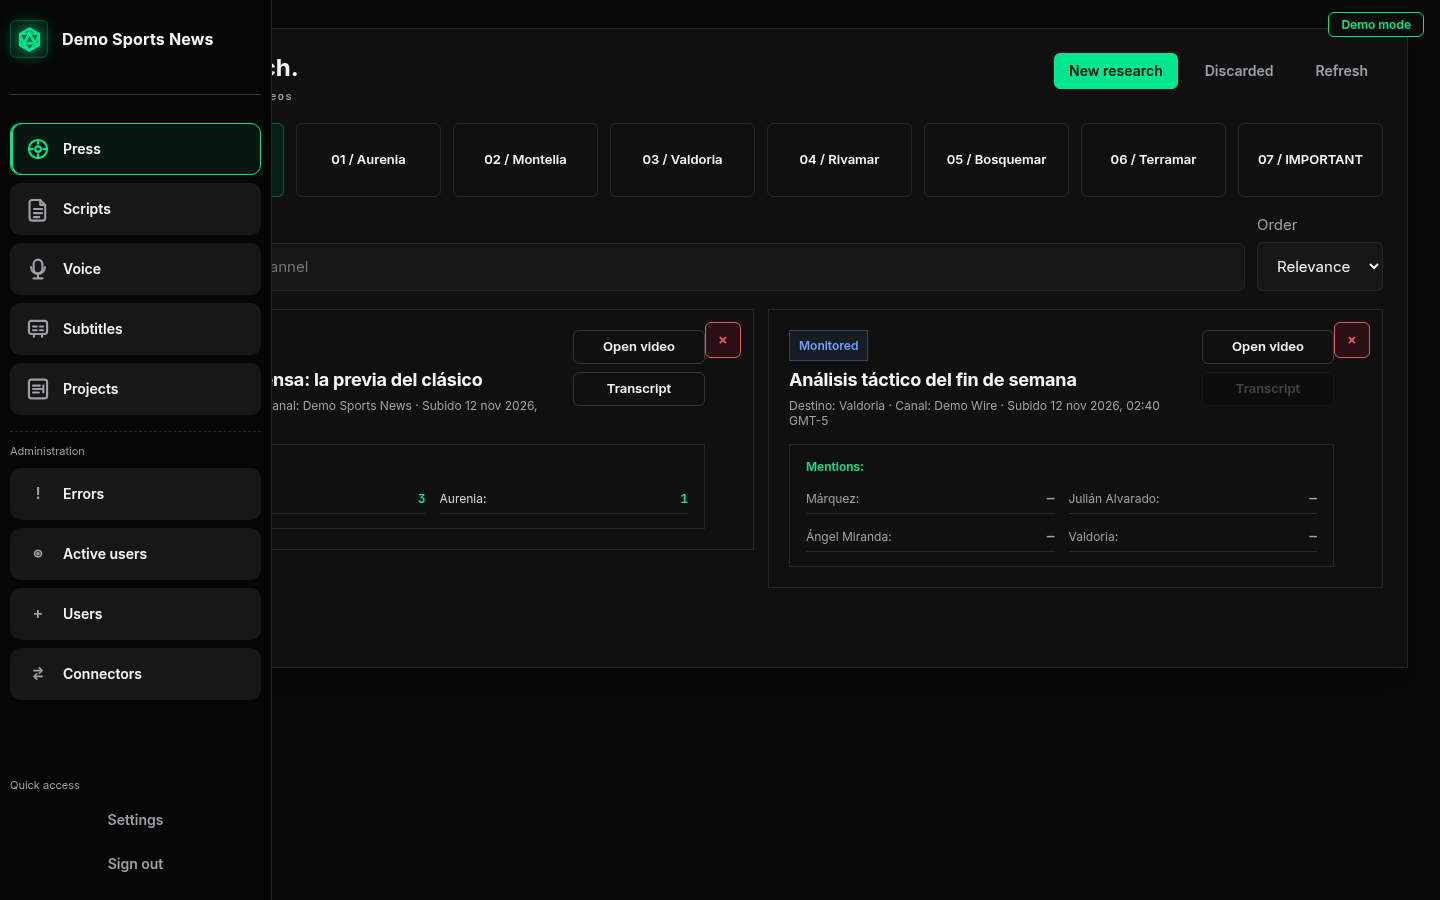 Demo Sports News
Demo mode
Press
Scripts
Voice
Subtitles
Projects
Administration
Errors
Active users
Users
Connectors
Quick access
Settings
Sign out
ch.
eos
New research
Discarded
Refresh
01 / Aurenia
02 / Montelia
03 / Valdoria
04 / Rivamar
05 / Bosquemar
06 / Terramar
07 / IMPORTANT
Order
annel
Relevance
Open video
×
Transcript
ensa: la previa del clásico
anal: Demo Sports News · Subido 12 nov 2026,
3
Aurenia:
1
Monitored
Open video
×
Transcript
Análisis táctico del fin de semana
Destino: Valdoria · Canal: Demo Wire · Subido 12 nov 2026, 02:40
GMT-5
Mentions:
Márquez:
—
Julián Alvarado:
—
Ángel Miranda:
—
Valdoria:
—